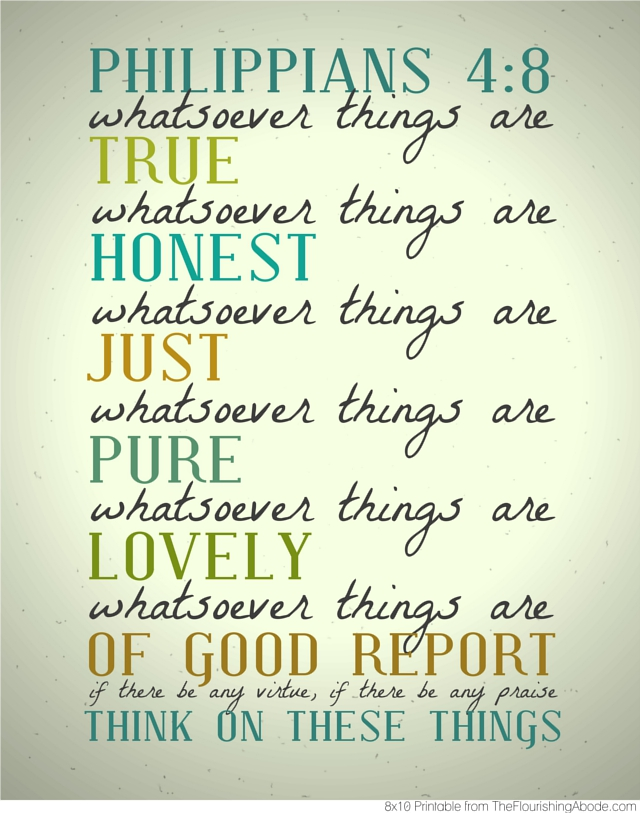 PHILIPPIANS 4:8
whatsoever things are
TRUE
whatsoever things are
HONEST
whatsoever things are
JUST
whatsoever things are
PURE
whatsoever things are
LOVELY
whatsoever things are
OF GOOD REPORT
if there be any virtue, if there be any praise
THINK ON THESE THINGS
8x10 Printable from TheFlourishingAbode.com